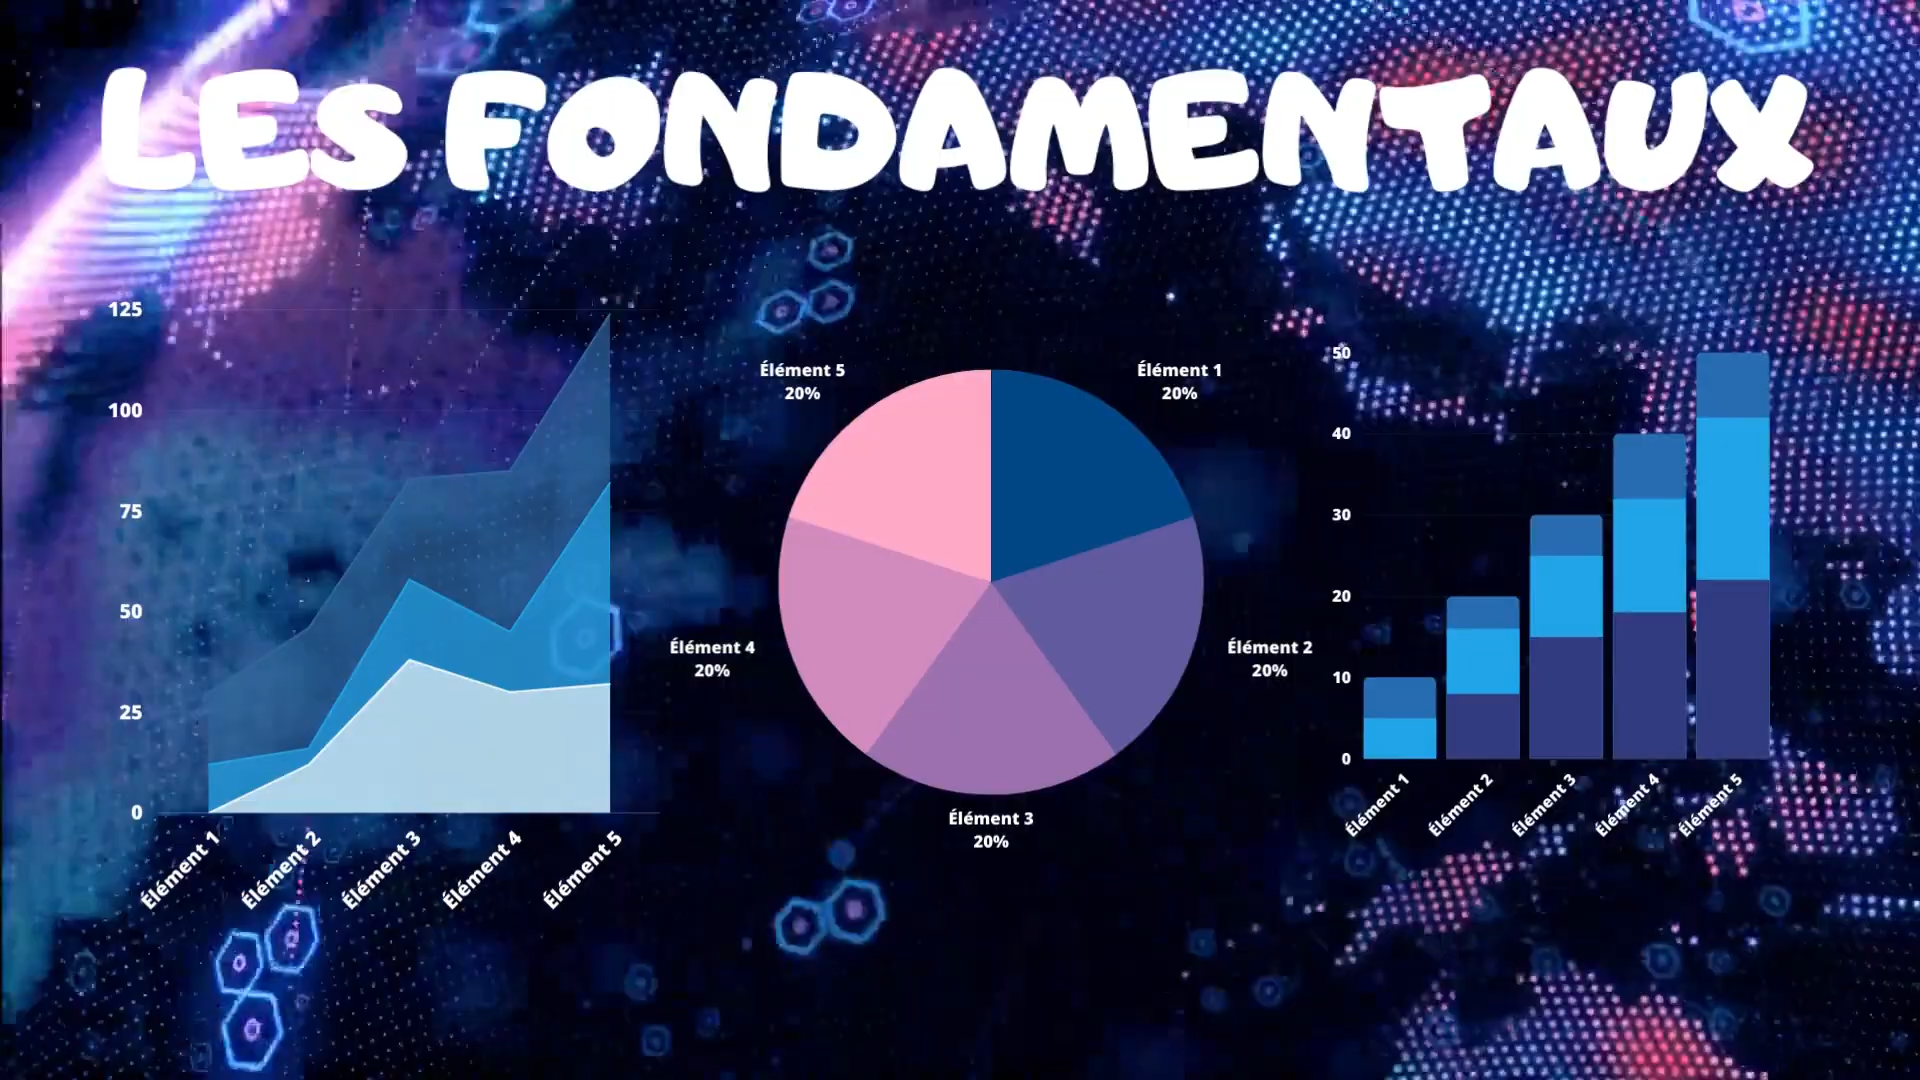 LES FONDAMENTAUX
125
100
75
50
25
0
Élément 1
Élément 2
Élément 3
Élément 4
Élément 5
Élément 5
20%
Élément 1
20%
Élément 4
20%
Élément 2
20%
Élément 3
20%
50
40
30
20
10
0
Élément 1
Élément 2
Élément 3
Élément 4
Élément 5